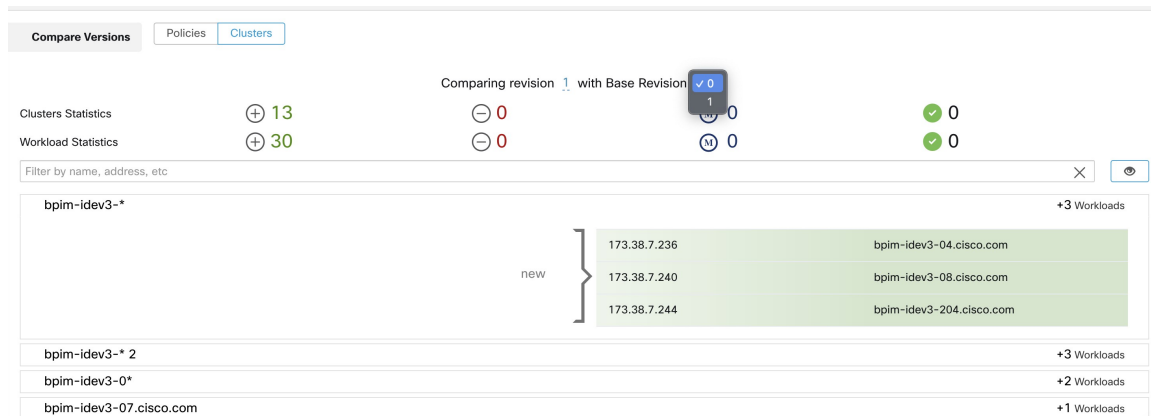 Compare Versions Policies Clusters
Comparing revision 1 with Base Revision ✓ 0
1
Clusters Statistics + 13 − 0 M 0 ✓ 0
Workload Statistics + 30 − 0 M 0 ✓ 0
Filter by name, address, etc
bpim-idev3-* +3 Workloads
173.38.7.236 bpim-idev3-04.cisco.com
new 173.38.7.240 bpim-idev3-08.cisco.com
173.38.7.244 bpim-idev3-204.cisco.com
bpim-idev3-* 2 +3 Workloads
bpim-idev3-0* +2 Workloads
bpim-idev3-07.cisco.com +1 Workloads